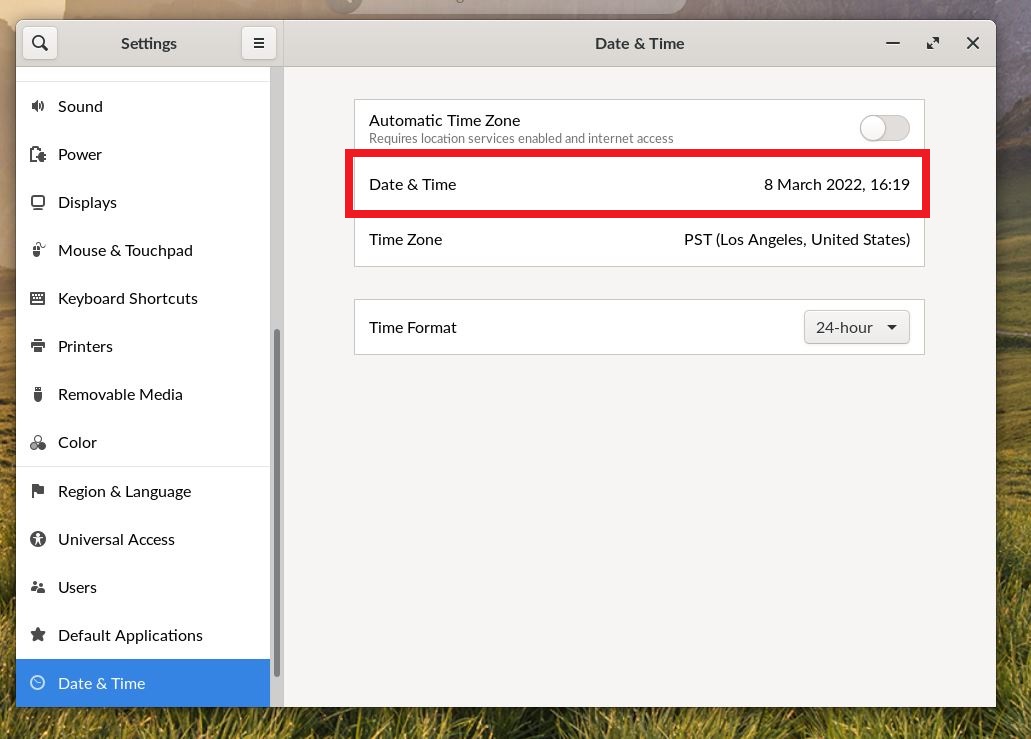 Settings
Date & Time
Sound
Power
Displays
Mouse & Touchpad
Keyboard Shortcuts
Printers
Removable Media
Color
Region & Language
Universal Access
Users
Default Applications
Date & Time
Automatic Time Zone
Requires location services enabled and internet access
Date & Time 8 March 2022, 16:19
Time Zone PST (Los Angeles, United States)
Time Format 24-hour